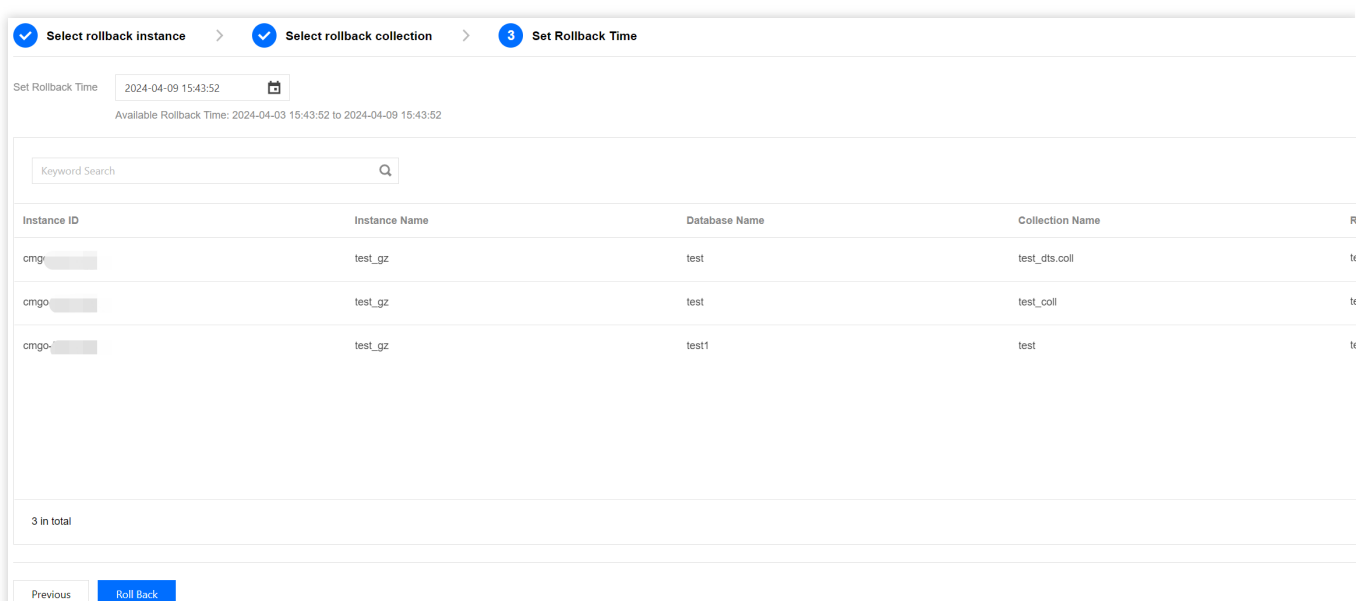 Select rollback instance > Select rollback collection > 3 Set Rollback Time
Set Rollback Time 2024-04-09 15:43:52
Available Rollback Time: 2024-04-03 15:43:52 to 2024-04-09 15:43:52
Keyword Search
Instance ID Instance Name Database Name Collection Name
test_gz test test_dts.coll
cmgo test_gz test test_coll
cmgo- test_gz test1 test
3 in total
Previous Roll Back